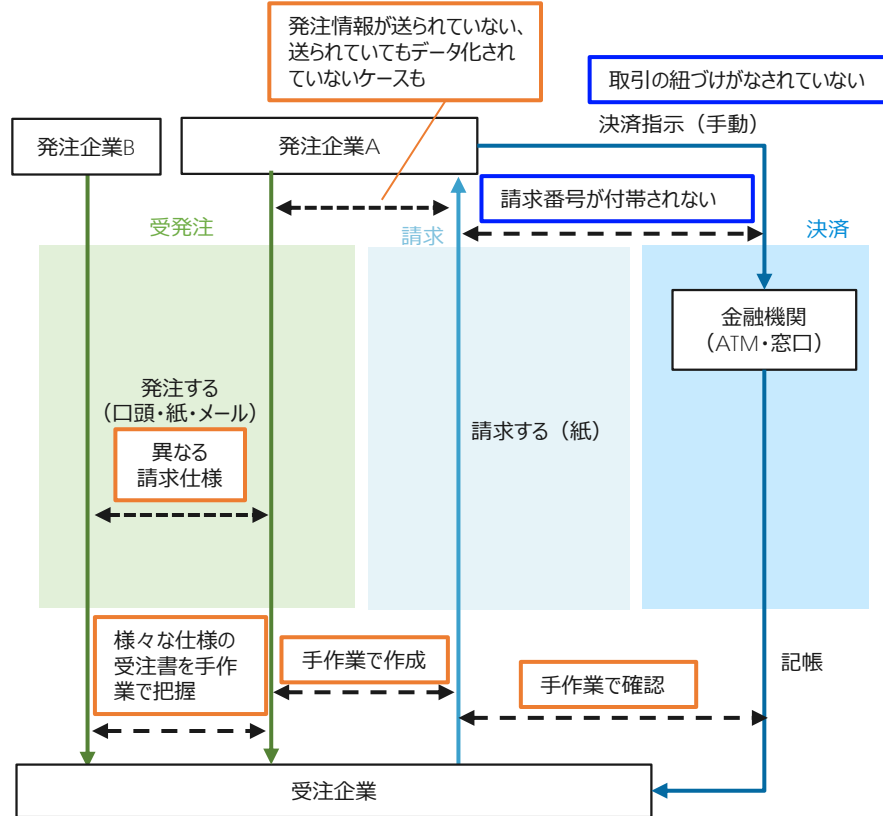 発注情報が送られていない、
送られていてもデータ化され
ていないケースも
取引の紐づけがなされていない
決済指示（手動）
発注企業B
発注企業A
請求番号が付帯されない
受発注
請求
決済
金融機関
（ATM・窓口）
発注する
（口頭・紙・メール）
請求する（紙）
異なる
請求仕様
様々な仕様の
受注書を手作
業で把握
手作業で作成
手作業で確認
記帳
受注企業